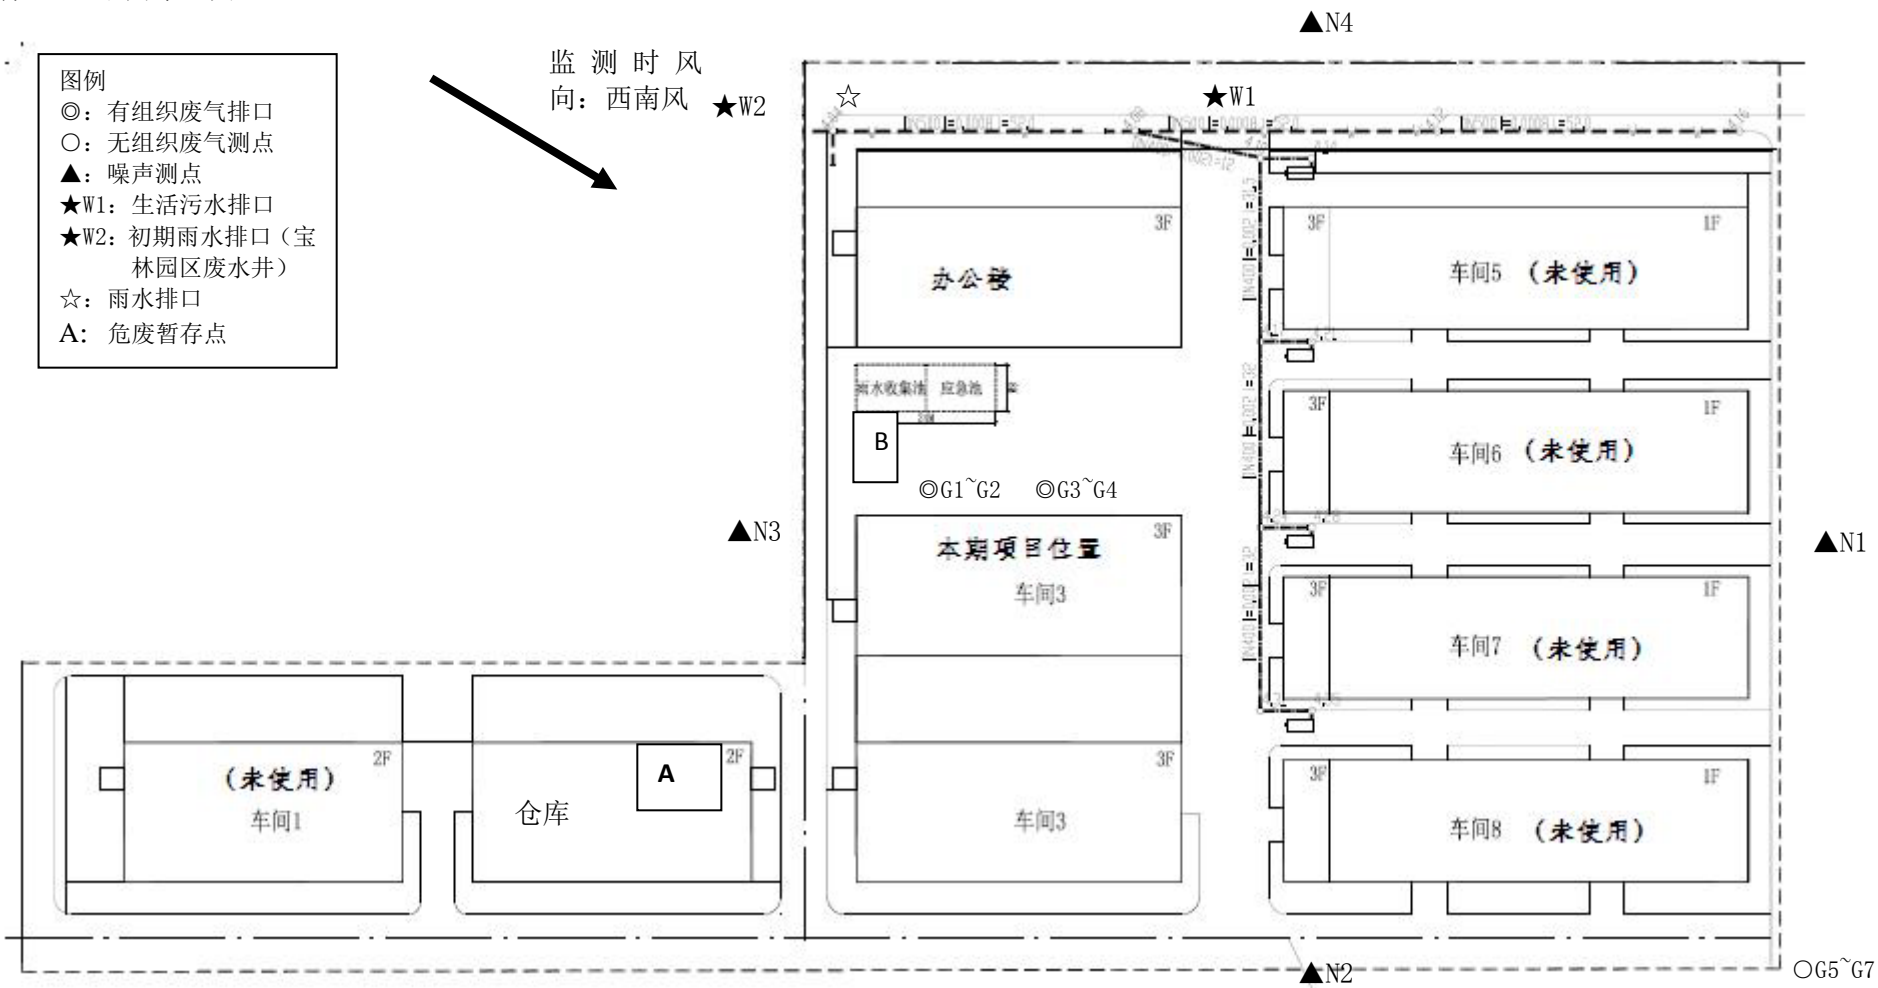 ▲N4
图例
◎：有组织废气排口
○：无组织废气测点
▲：噪声测点
★W1：生活污水排口
★W2：初期雨水排口（宝
林园区废水井）
☆：雨水排口
A：危废暂存点
监测时风
向：西南风
★W2
☆
★W1
3F
办公楼
3F
1F
车间5（未使用）
雨水收集池
应急池
B
3F
1F
车间6（未使用）
◎G1~G2
◎G3~G4
▲N3
3F
本期项目位置
车间3
▲N1
3F
1F
车间7（未使用）
2F
（未使用）
车间1
2F
A
仓库
3F
车间3
3F
1F
车间8（未使用）
▲N2
○G5~G7